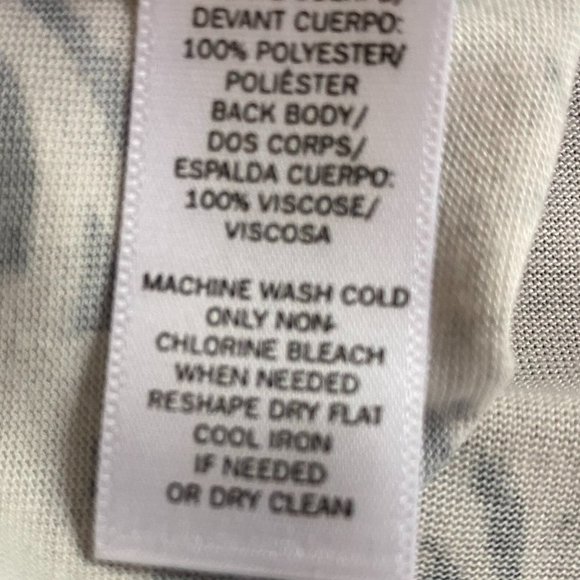 DEVANT CUERPO:
100% POLYESTER/
POLIÉSTER
BACK BODY/
DOS CORPS/
ESPALDA CUERPO:
100% VISCOSE/
VISCOSA
MACHINE WASH COLD
ONLY NON-
CHLORINE BLEACH
WHEN NEEDED
RESHAPE DRY FLAT
COOL IRON
IF NEEDED
OR DRY CLEAN